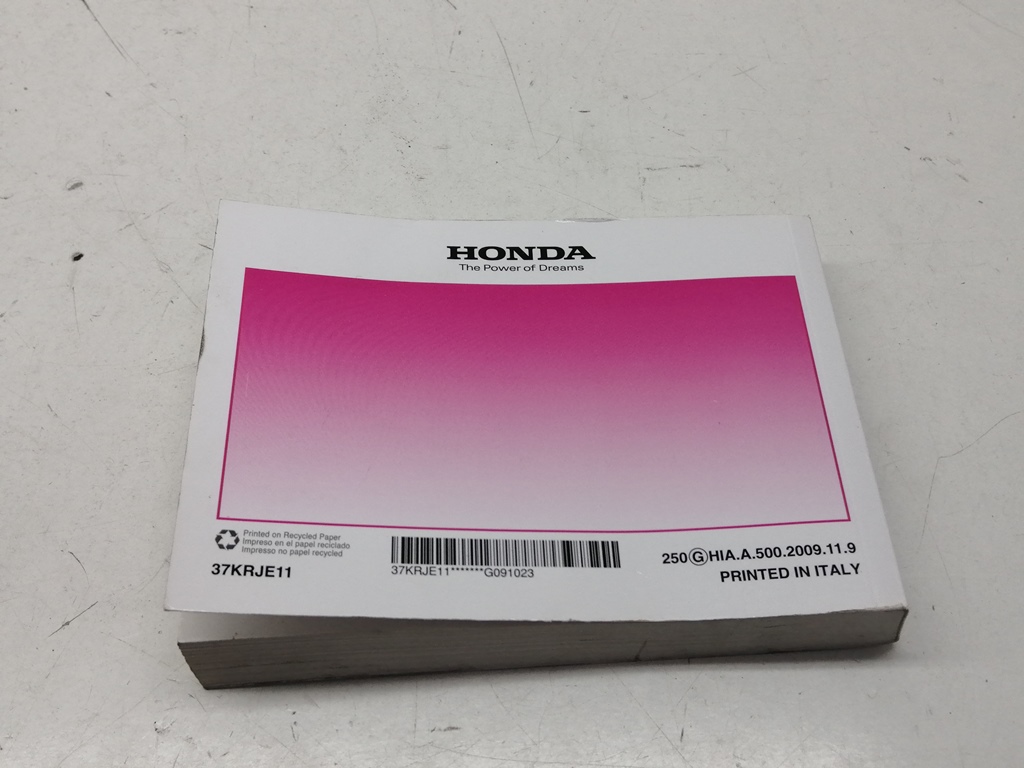 HONDA
The Power of Dreams
Printed on Recycled Paper
Impreso en el papel reciclado
Impresso no papel recycled
37KRJE11
37KRJE11*******G091023
250 G HIA.A.500.2009.11.9
PRINTED IN ITALY